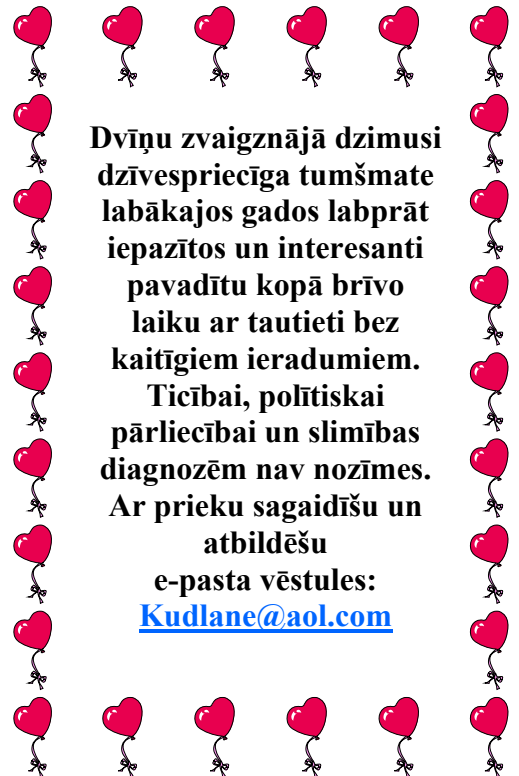 Dvīņu zvaigznājā dzimusi
dzīvespriecīga tumšmate
labākajos gados labprāt
iepazītos un interesanti
pavadītu kopā brīvo
laiku ar tautieti bez
kaitīgiem ieradumiem.
Ticībai, polītiskai
pārliecībai un slimības
diagnozēm nav nozīmes.
Ar prieku sagaidīšu un
atbildēšu
e-pasta vēstules:
Kudlane@aol.com